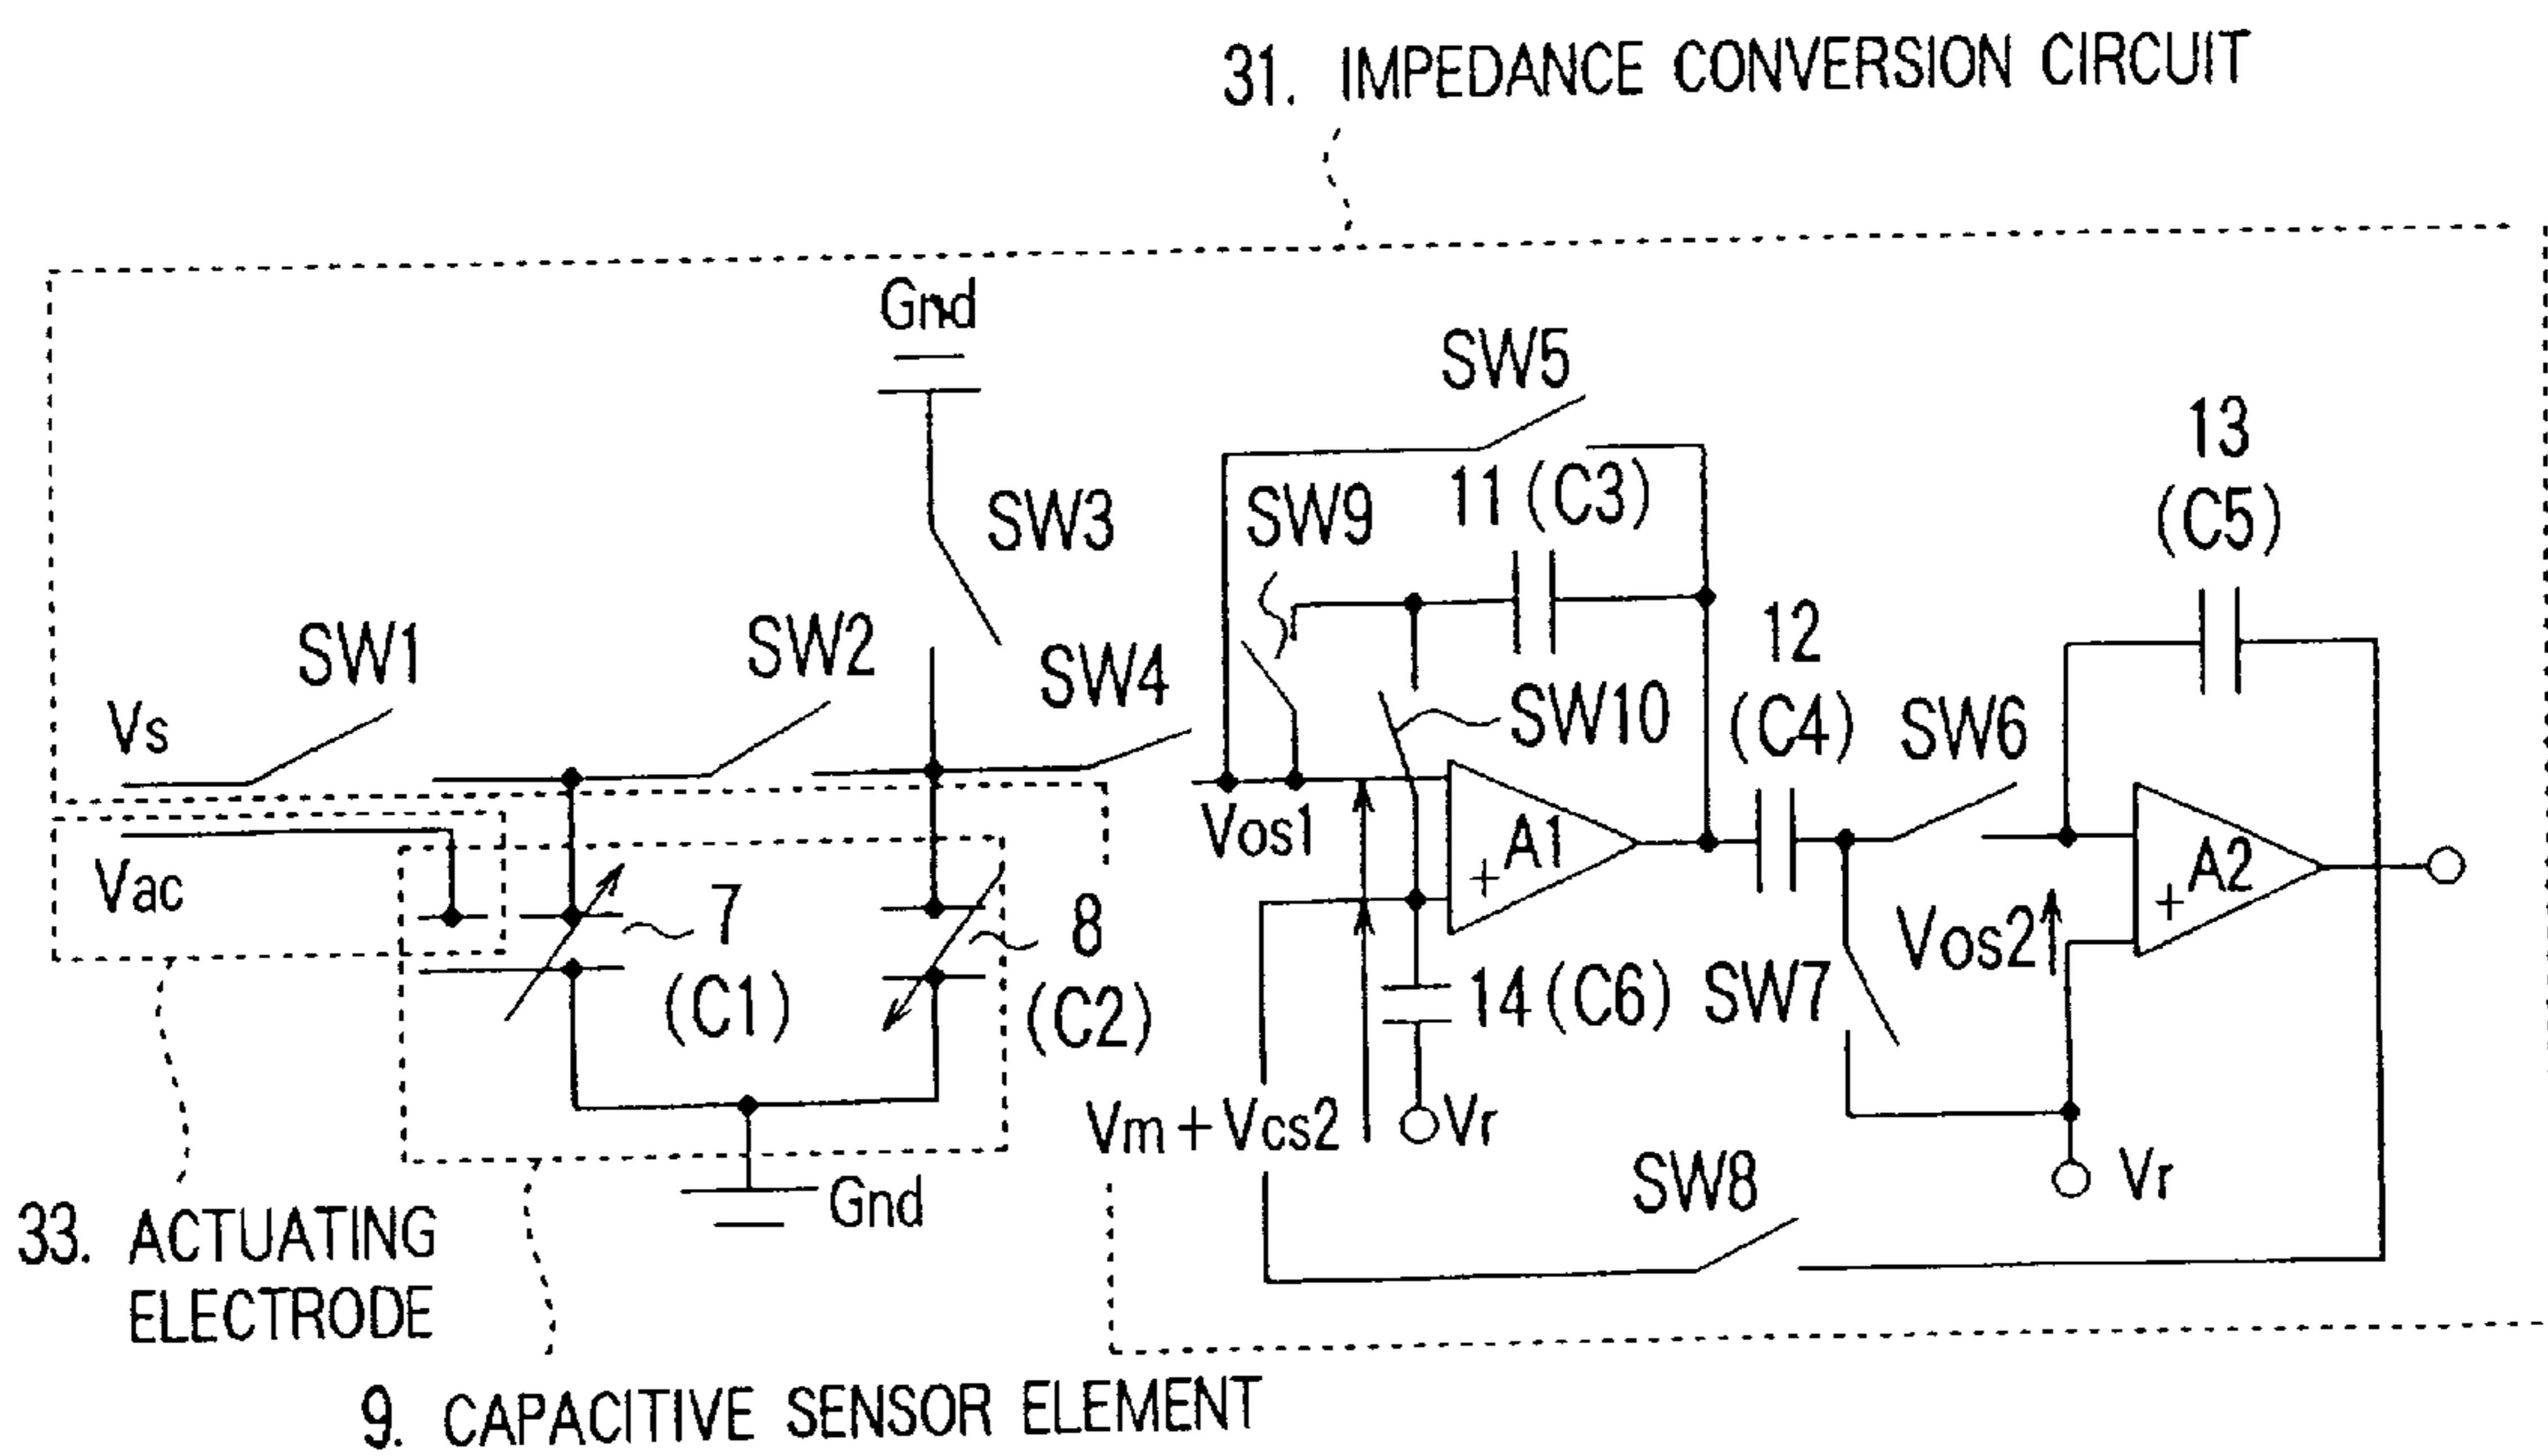 31. IMPEDANCE CONVERSION CIRCUIT
Gnd
SW5
13
(C5)
11 (C3)
SW9
SW3
12
(C4)
SW1
SW2
SW4
SW10
SW6
Vs
Vos1
A1
+
A2
+
Vac
7
(C1)
8
(C2)
Vos2
14 (C6)
SW7
Vm + Vcs2
Vr
Vr
SW8
Gnd
33. ACTUATING
ELECTRODE
9. CAPACITIVE SENSOR ELEMENT